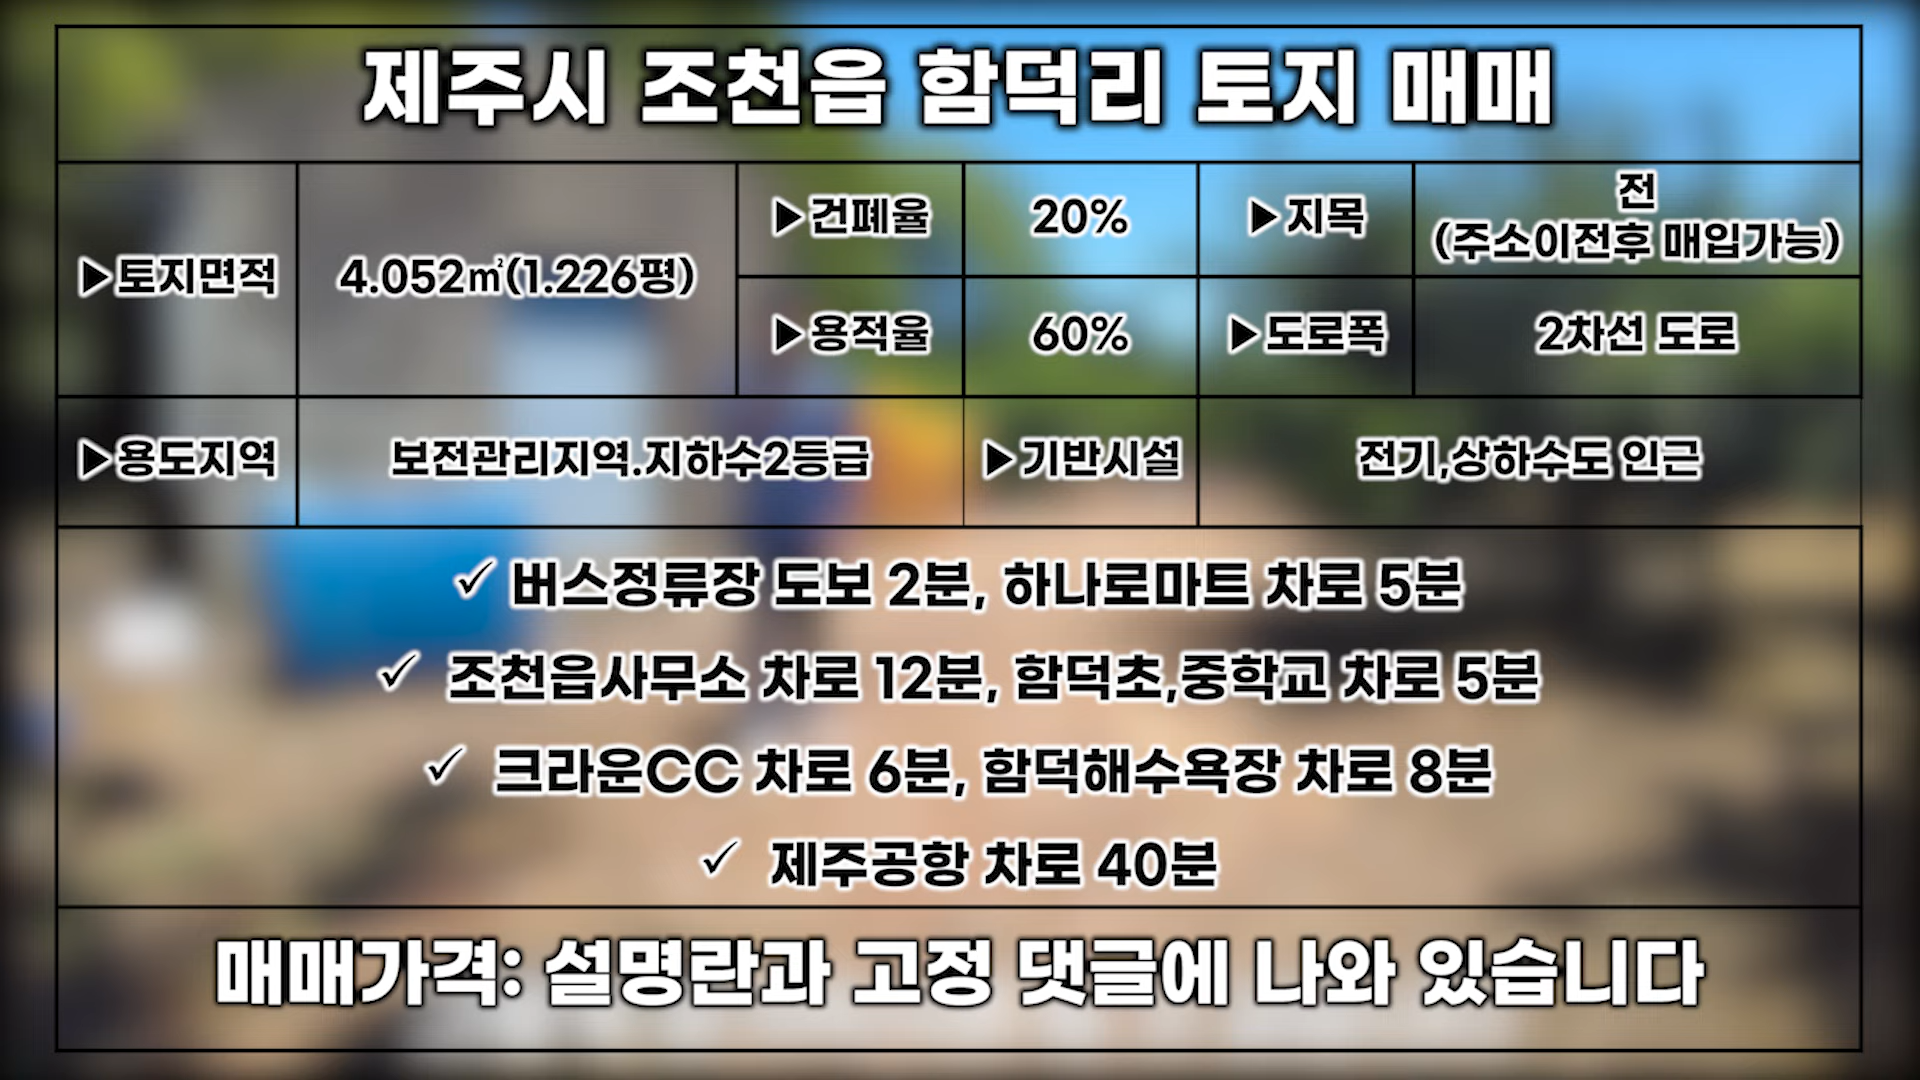 제주시 조천읍 함덕리 토지 매매
▶토지면적
4.052㎡(1.226평)
▶건폐율
20%
▶지목
전
(주소이전후 매입가능)
▶용적율
60%
▶도로폭
2차선 도로
▶용도지역
보전관리지역.지하수2등급
▶기반시설
전기,상하수도 인근
✓ 버스정류장 도보 2분, 하나로마트 차로 5분
✓ 조천읍사무소 차로 12분, 함덕초,중학교 차로 5분
✓ 크라운CC 차로 6분, 함덕해수욕장 차로 8분
✓ 제주공항 차로 40분
매매가격: 설명란과 고정 댓글에 나와 있습니다